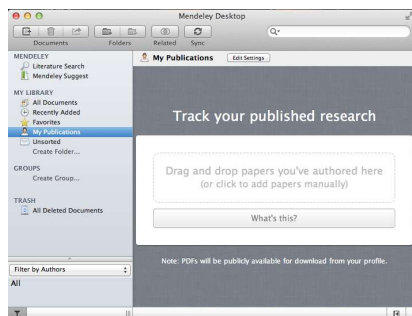 Mendeley Desktop
Documents
Folders
Related
Sync
MENDELEY
Literature Search
Mendeley Suggest
MY LIBRARY
All Documents
Recently Added
Favorites
My Publications
Unsorted
Create Folder...
GROUPS
Create Group...
TRASH
All Deleted Documents
Filter by Authors
All
My Publications
Edit Settings
Track your published research
Drag and drop papers you've authored here
(or click to add papers manually)
What's this?
Note: PDFs will be publicly available for download from your profile.